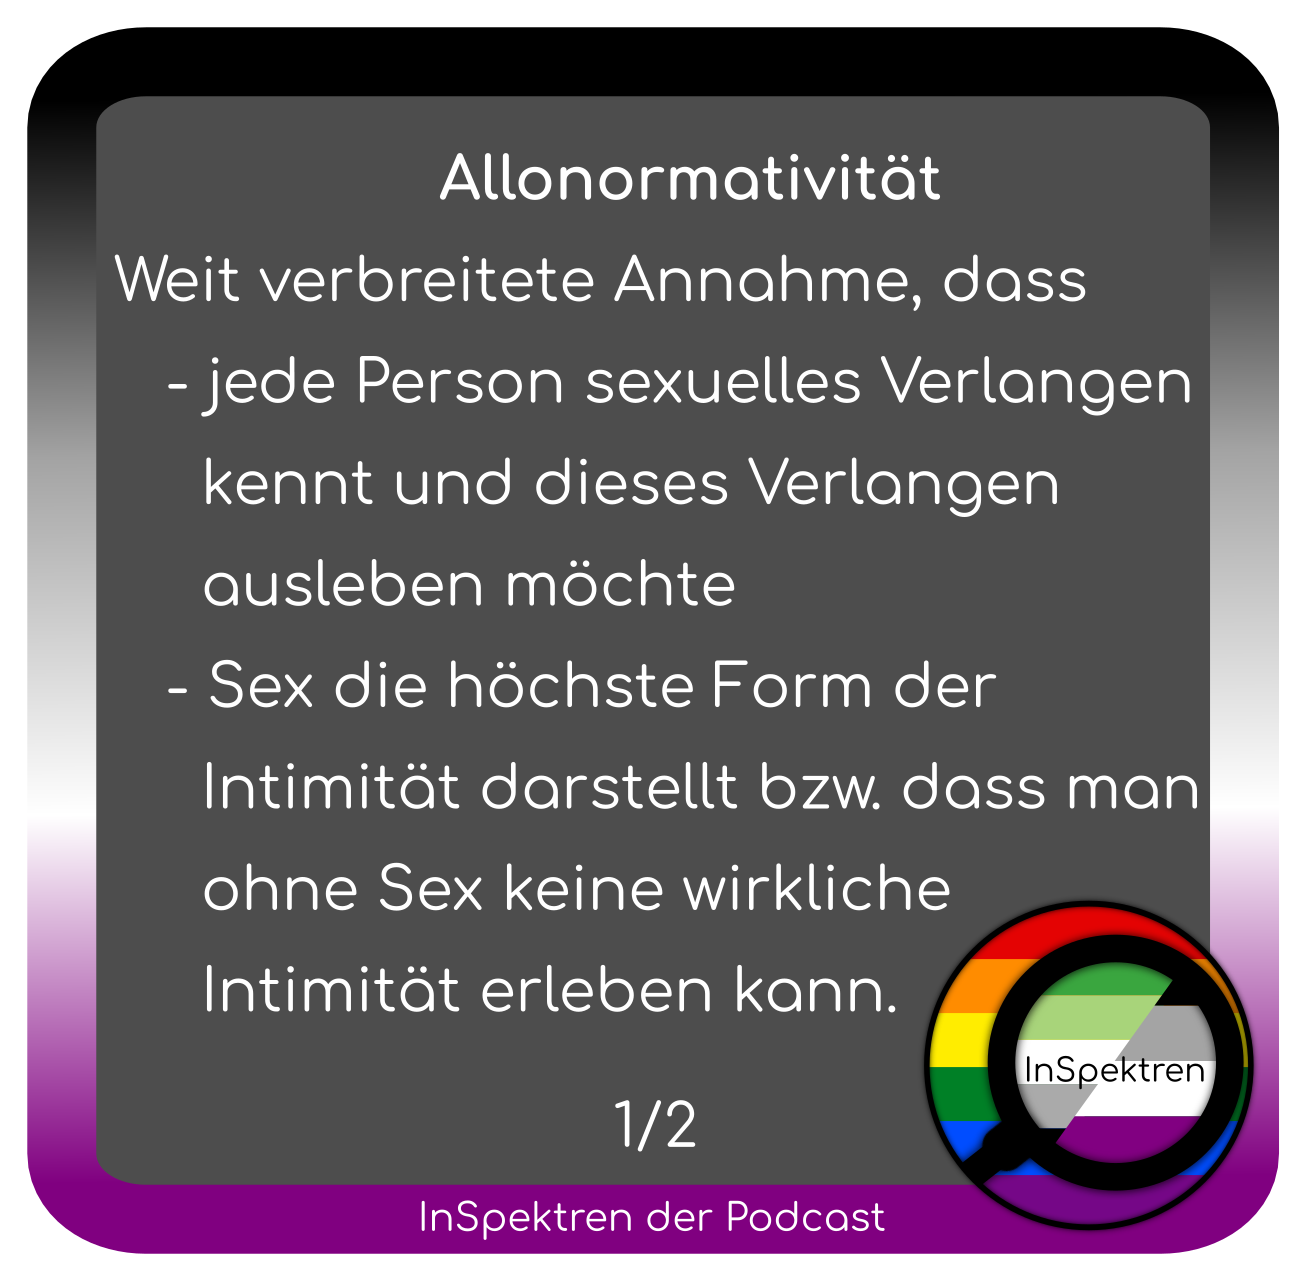 Allonormativität
Weit verbreitete Annahme, dass
- jede Person sexuelles Verlangen
kennt und dieses Verlangen
ausleben möchte
- Sex die höchste Form der
Intimität darstellt bzw. dass man
ohne Sex keine wirkliche
Intimität erleben kann.
InSpektren
1/2
InSpektren der Podcast